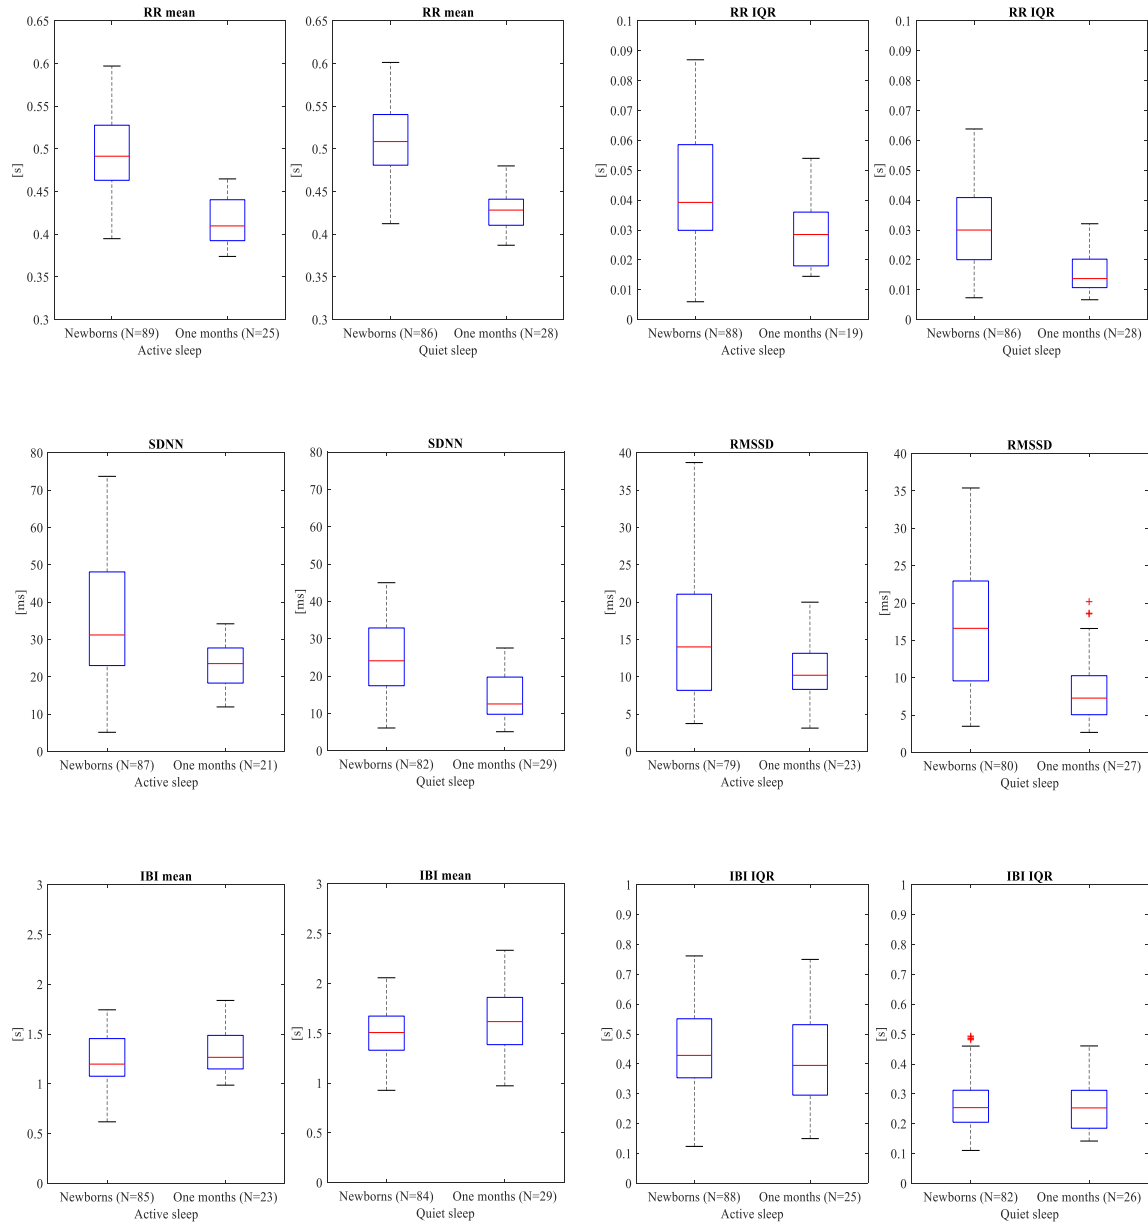 RR mean
0.65
0.6
0.55
0.5
0.45
0.4
0.35
0.3
[s]
Newborns (N=89) One months (N=25)
Active sleep
RR mean
0.65
0.6
0.55
0.5
0.45
0.4
0.35
0.3
[s]
Newborns (N=86) One months (N=28)
Quiet sleep
RR IQR
0.1
0.09
0.08
0.07
0.06
0.05
0.04
0.03
0.02
0.01
0
[s]
Newborns (N=88) One months (N=19)
Active sleep
RR IQR
0.1
0.09
0.08
0.07
0.06
0.05
0.04
0.03
0.02
0.01
0
[s]
Newborns (N=86) One months (N=28)
Quiet sleep
SDNN
80
70
60
50
40
30
20
10
0
[ms]
Newborns (N=87) One months (N=21)
Active sleep
SDNN
80
70
60
50
40
30
20
10
0
[ms]
Newborns (N=82) One months (N=29)
Quiet sleep
RMSSD
40
35
30
25
20
15
10
5
0
[ms]
Newborns (N=79) One months (N=23)
Active sleep
RMSSD
40
35
30
25
20
15
10
5
0
[ms]
Newborns (N=80) One months (N=27)
Quiet sleep
IBI mean
3
2.5
2
1.5
1
0.5
0
[s]
Newborns (N=85) One months (N=23)
Active sleep
IBI mean
3
2.5
2
1.5
1
0.5
0
[s]
Newborns (N=84) One months (N=29)
Quiet sleep
IBI IQR
1
0.9
0.8
0.7
0.6
0.5
0.4
0.3
0.2
0.1
0
[s]
Newborns (N=88) One months (N=25)
Active sleep
IBI IQR
1
0.9
0.8
0.7
0.6
0.5
0.4
0.3
0.2
0.1
0
[s]
Newborns (N=82) One months (N=26)
Quiet sleep